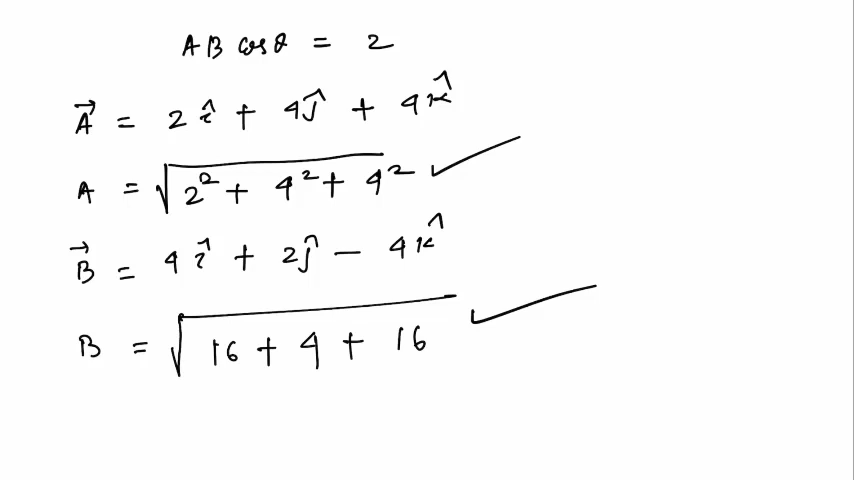 AB cosθ = 2
A⃗ = 2î + 4ĵ + 4k̂
A = √(2² + 4² + 4²)
B⃗ = 4î + 2ĵ − 4k̂
B = √(16 + 4 + 16)